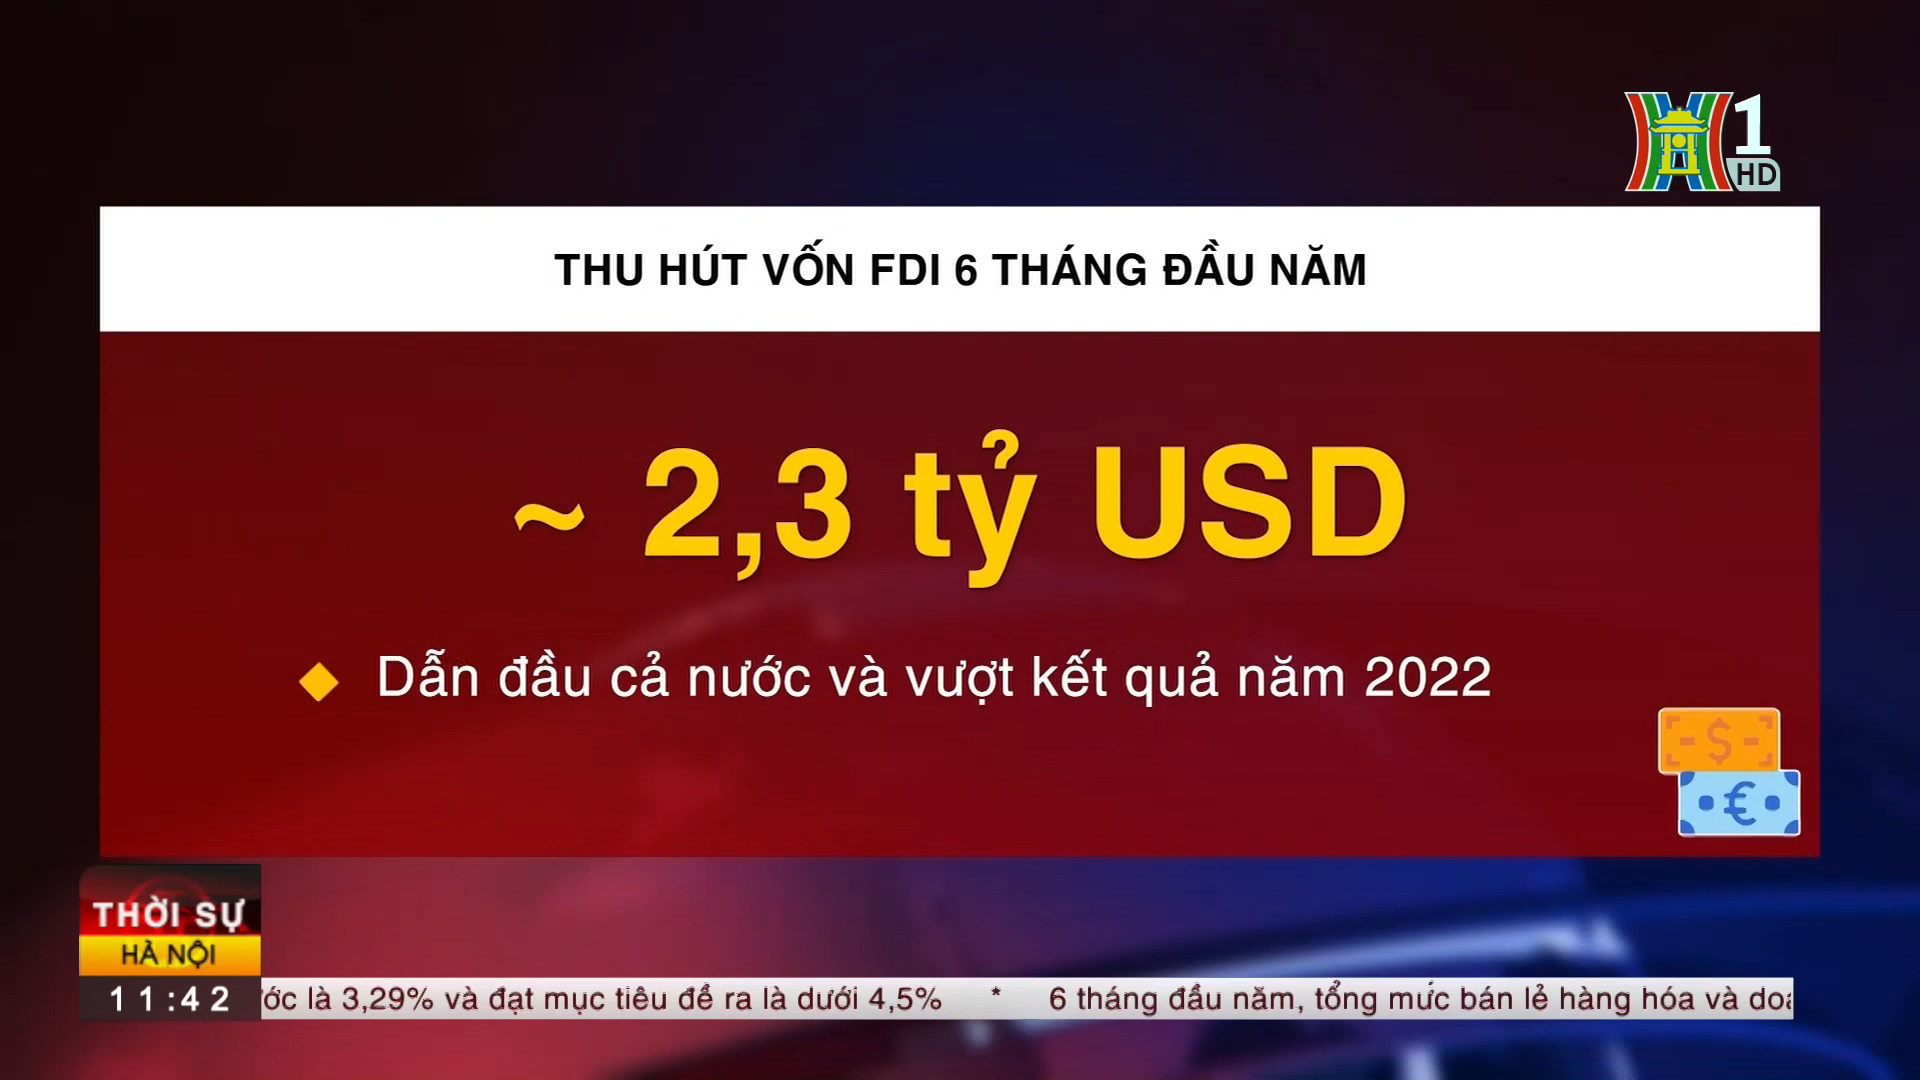 1
HD
THU HÚT VỐN FDI 6 THÁNG ĐẦU NĂM
~ 2,3 tỷ USD
Dẫn đầu cả nước và vượt kết quả năm 2022
$
€
THỜI SỰ
HÀ NỘI
11:42
là 3,29% và đạt mục tiêu đề ra là dưới 4,5% * 6 tháng đầu năm, tổng mức bán lẻ hàng hóa và